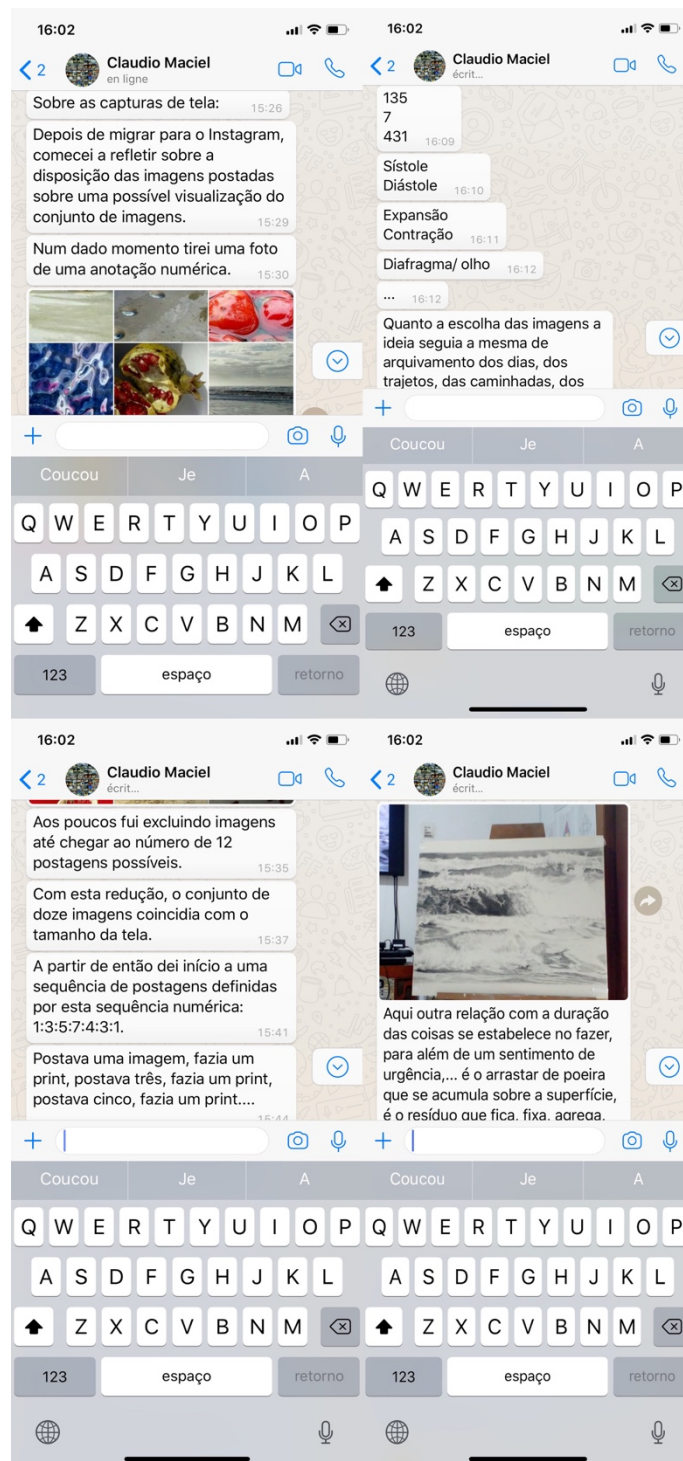 16:02
2
Claudio Maciel
en ligne
Sobre as capturas de tela:
15:26
Depois de migrar para o Instagram,
comecei a refletir sobre a
disposição das imagens postadas
sobre uma possível visualização do
conjunto de imagens.
15:29
Num dado momento tirei uma foto
de uma anotação numérica.
15:30
Coucou
Je
A
Q W E R T Y U I O P
A S D F G H J K L
Z X C V B N M
123
espaço
retorno
16:02
2
Claudio Maciel
écrit...
135
7
431
16:09
Sístole
Diástole
16:10
Expansão
Contração
16:11
Diafragma/ olho
16:12
...
16:12
Quanto a escolha das imagens a
ideia seguia a mesma de
arquivamento dos dias, dos
trajetos, das caminhadas, dos
Coucou
Je
A
Q W E R T Y U I O P
A S D F G H J K L
Z X C V B N M
123
espaço
retorno
16:02
2
Claudio Maciel
écrit...
Aos poucos fui excluindo imagens
até chegar ao número de 12
postagens possíveis.
15:35
Com esta redução, o conjunto de
doze imagens coincidia com o
tamanho da tela.
15:37
A partir de então dei início a uma
sequência de postagens definidas
por esta sequência numérica:
1:3:5:7:4:3:1.
15:41
Postava uma imagem, fazia um
print, postava três, fazia um print,
postava cinco, fazia um print....
15:44
Coucou
Je
A
Q W E R T Y U I O P
A S D F G H J K L
Z X C V B N M
123
espaço
retorno
16:02
2
Claudio Maciel
écrit...
Aqui outra relação com a duração
das coisas se estabelece no fazer,
para além de um sentimento de
urgência,... é o arrastar de poeira
que se acumula sobre a superfície,
é o resíduo que fica, fixa, agrega,
Coucou
Je
A
Q W E R T Y U I O P
A S D F G H J K L
Z X C V B N M
123
espaço
retorno